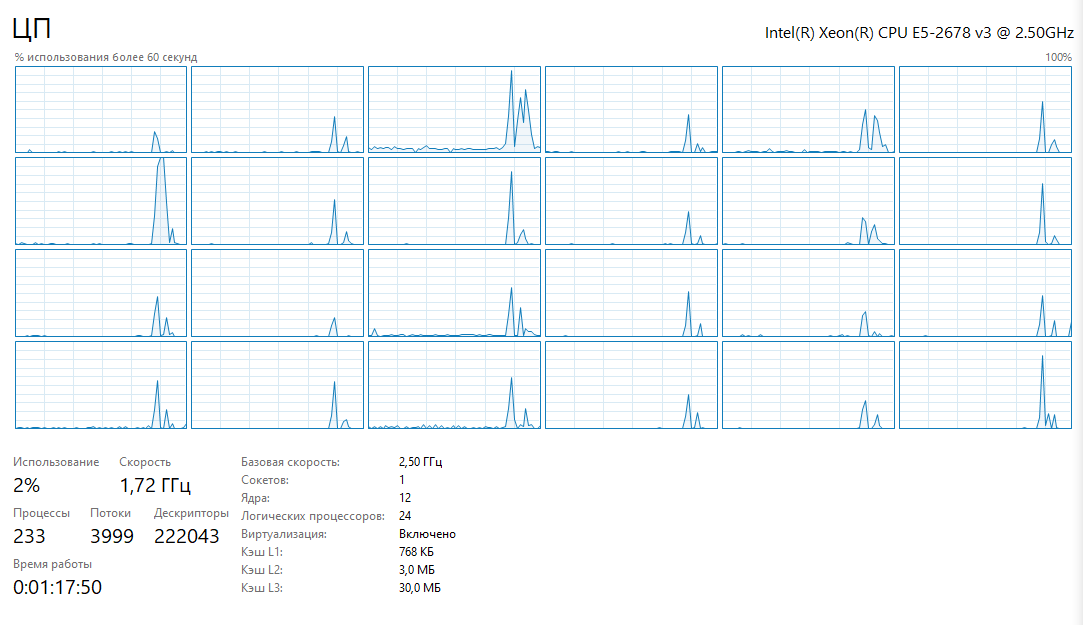 ЦП
Intel(R) Xeon(R) CPU E5-2678 v3 @ 2.50GHz
% использования более 60 секунд
100%
Использование Скорость
2% 1,72 ГГц
Процессы Потоки Дескрипторы
233 3999 222043
Время работы
0:01:17:50
Базовая скорость: 2,50 ГГц
Сокетов: 1
Ядра: 12
Логических процессоров: 24
Виртуализация: Включено
Кэш L1: 768 КБ
Кэш L2: 3,0 МБ
Кэш L3: 30,0 МБ